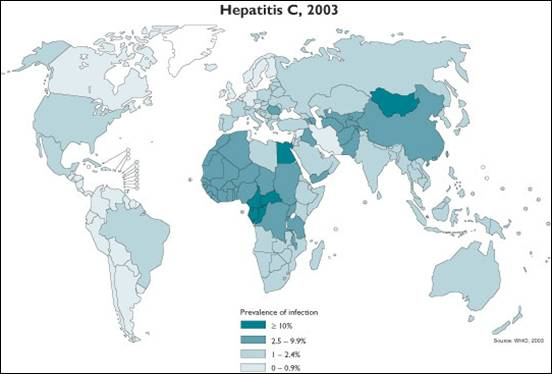 Hepatitis C, 2003
Prevalence of infection
≥ 10%
2.5 – 9.9%
1 – 2.4%
0 – 0.9%
Source: WHO, 2003